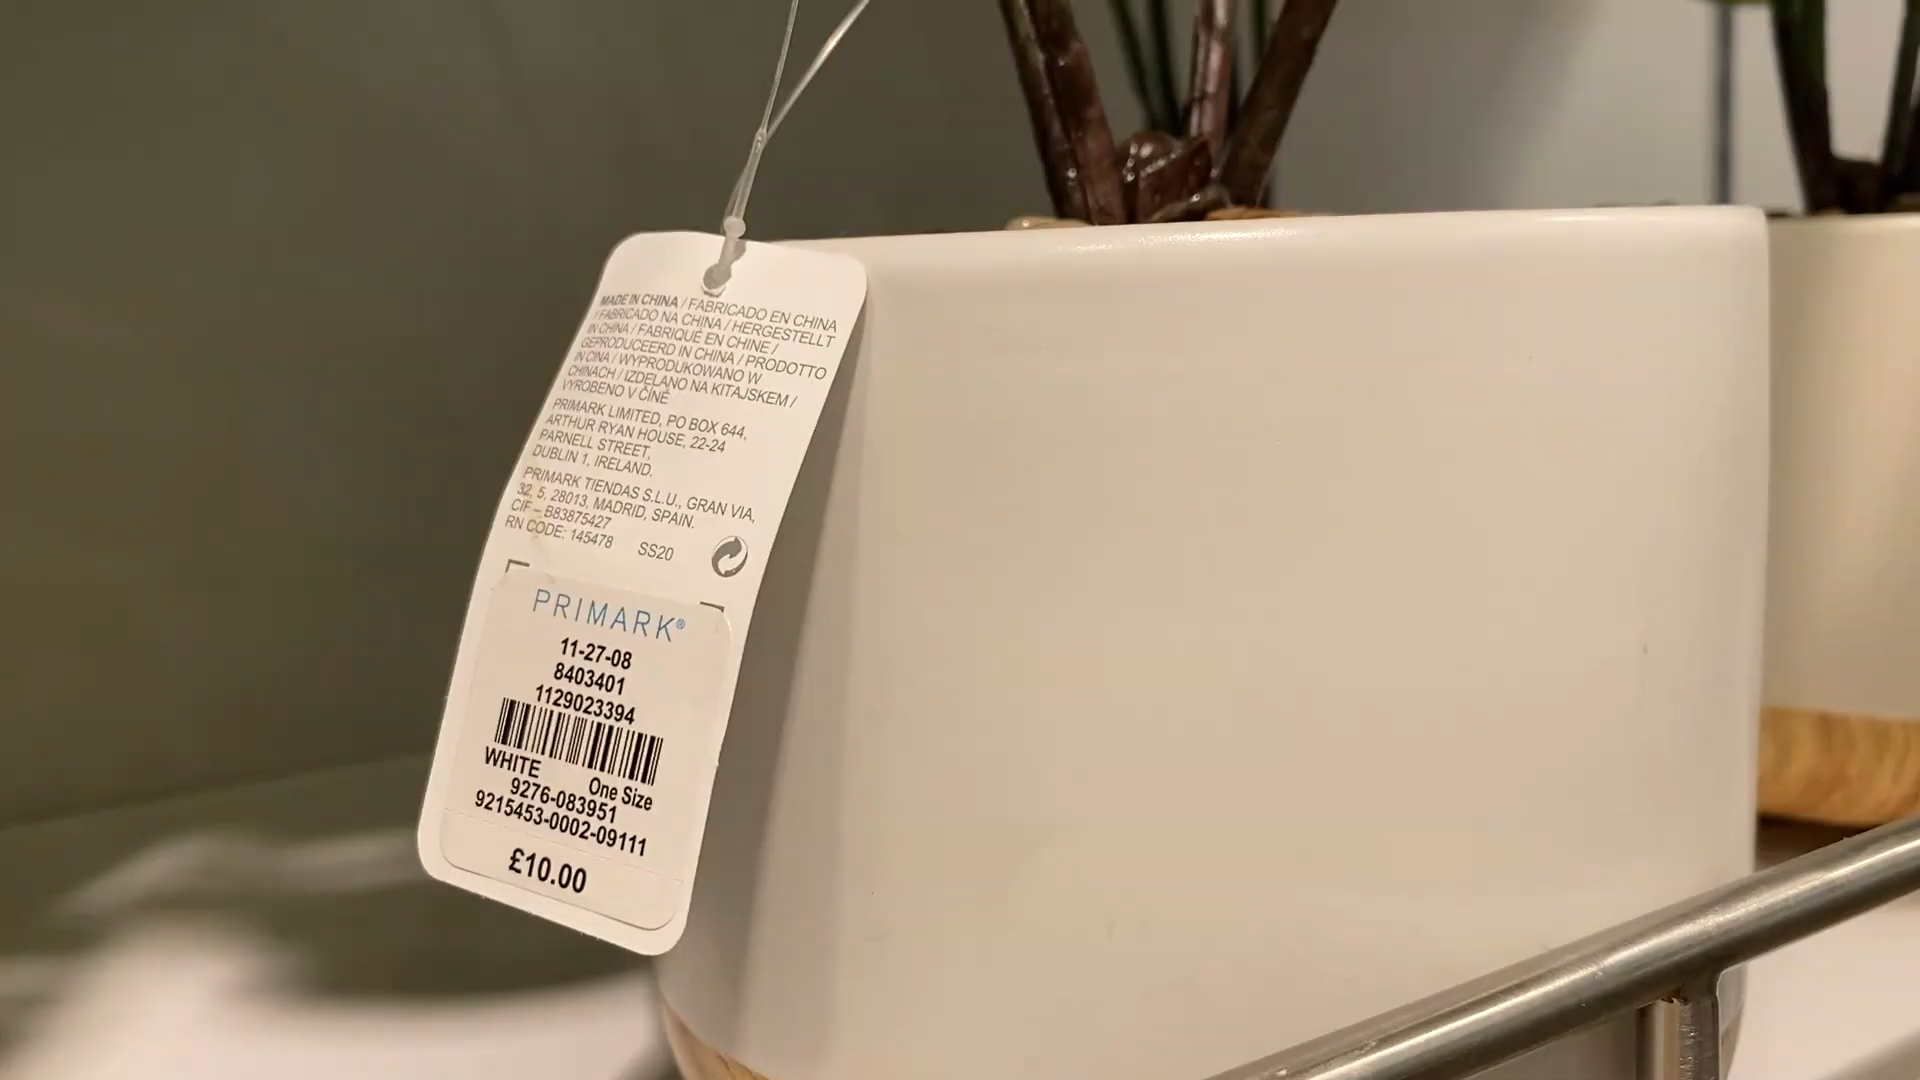 MADE IN CHINA / FABRICADO EN CHINA
/ FABRICADO NA CHINA / HERGESTELLT
IN CHINA / FABRIQUÉ EN CHINE /
GEPRODUCEERD IN CHINA / PRODOTTO
IN CINA / WYPRODUKOWANO W
CHINACH / IZDELANO NA KITAJSKEM /
VYROBENO V ČÍNĚ
PRIMARK LIMITED, PO BOX 644,
ARTHUR RYAN HOUSE, 22-24
PARNELL STREET,
DUBLIN 1, IRELAND.
PRIMARK TIENDAS S.L.U., GRAN VIA,
32, 5, 28013, MADRID, SPAIN.
CIF – B83875427
RN CODE: 145478 SS20
PRIMARK®
11-27-08
8403401
1129023394
WHITE One Size
9276-083951
9215453-0002-09111
£10.00